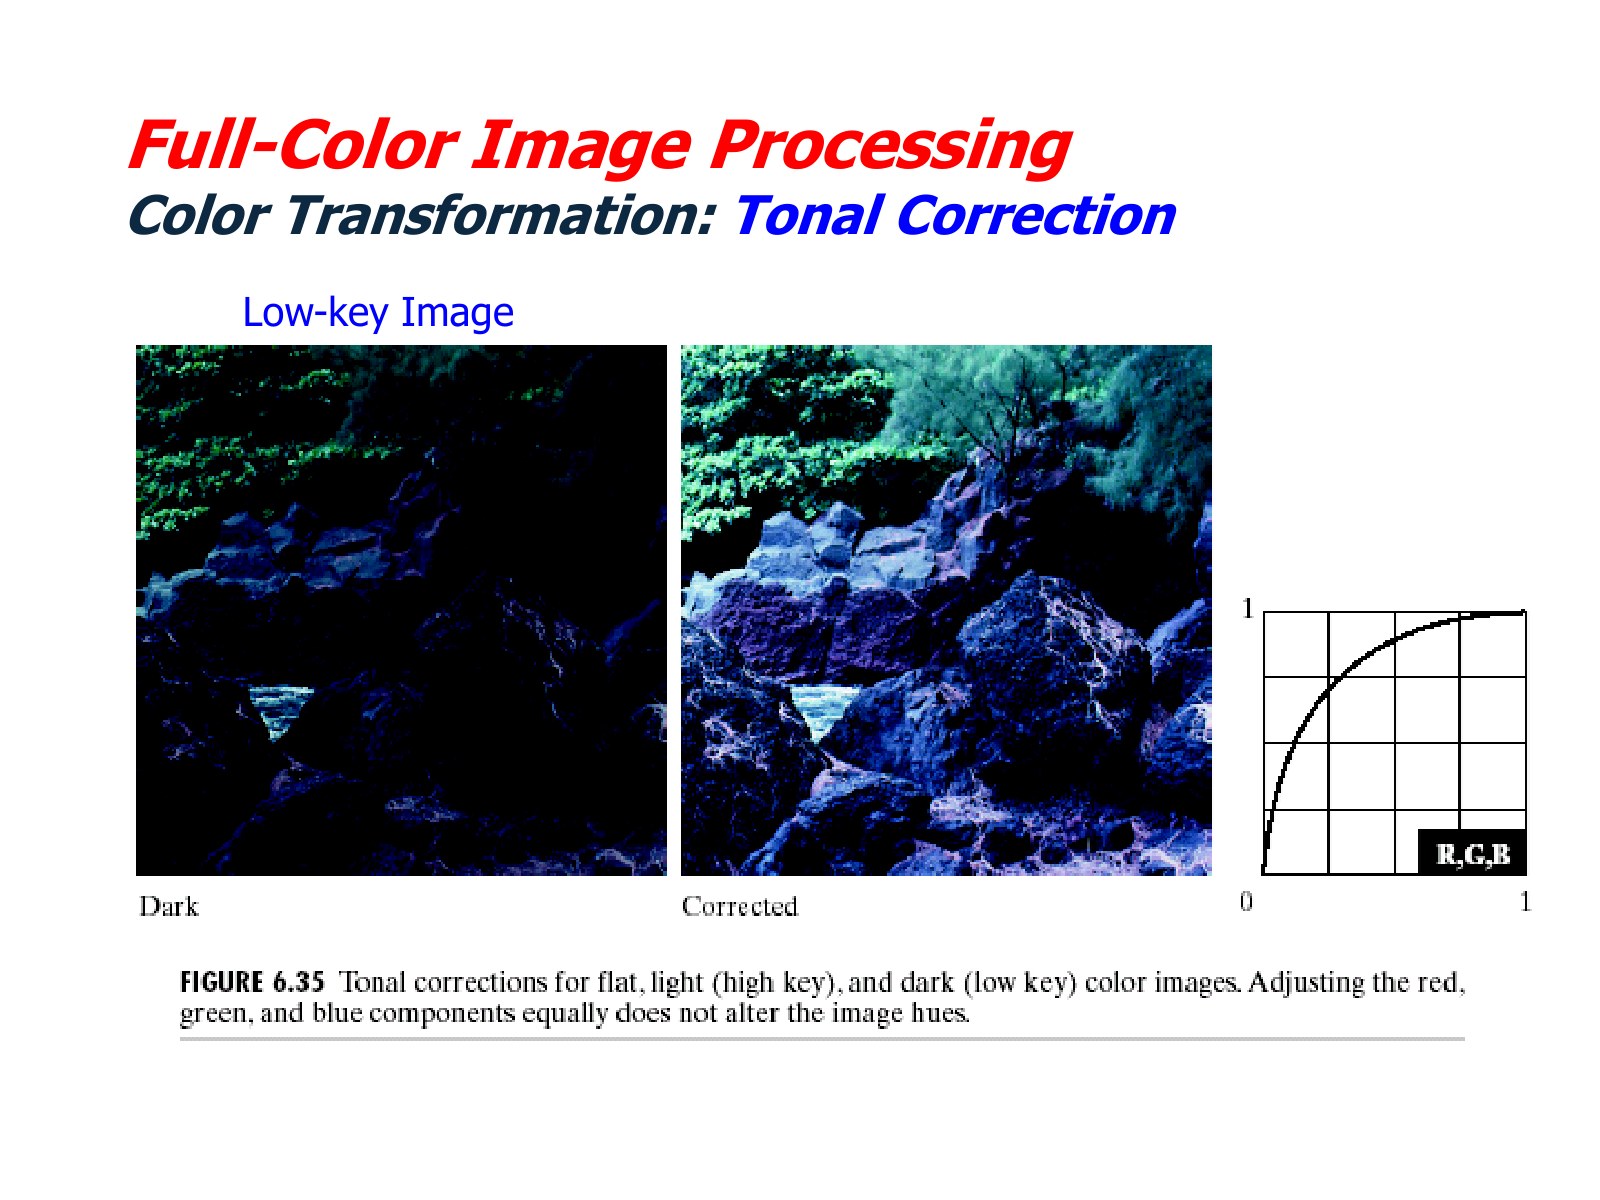 Full-Color Image Processing
Color Transformation: Tonal Correction
Low-key Image
1
R,G,B
0
1
Dark
Corrected
FIGURE 6.35 Tonal corrections for flat, light (high key), and dark (low key) color images. Adjusting the red,
green, and blue components equally does not alter the image hues.